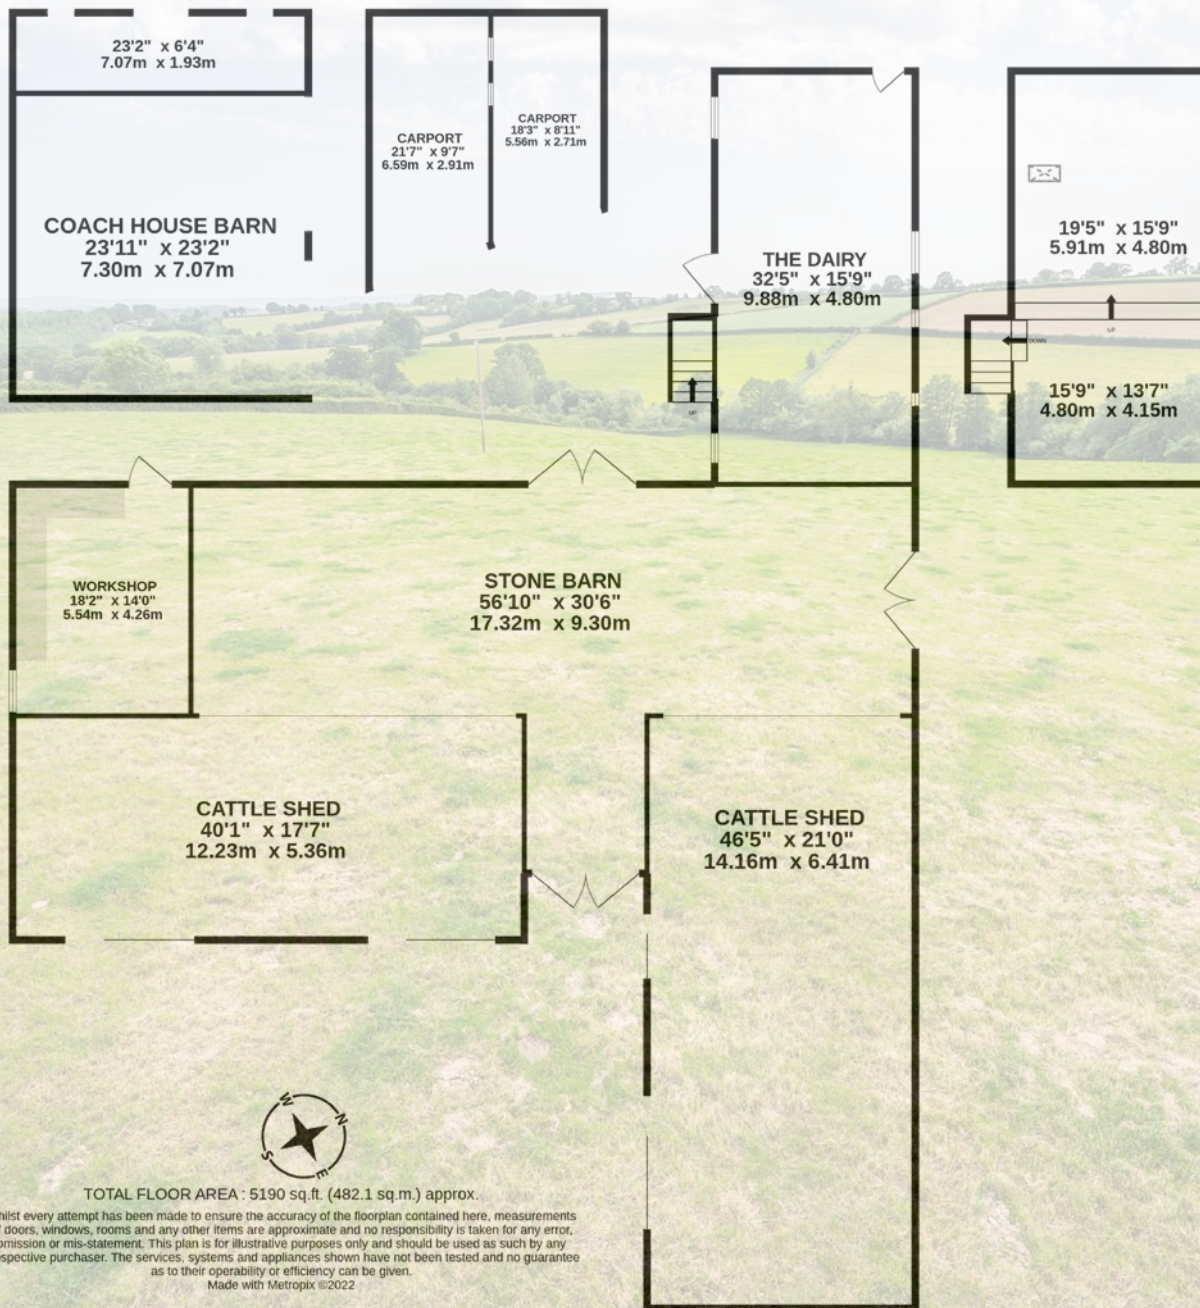 23'2" x 6'4"
7.07m x 1.93m
COACH HOUSE BARN
23'11" x 23'2"
7.30m x 7.07m
CARPORT
21'7" x 9'7"
6.59m x 2.91m
CARPORT
18'3" x 8'11"
5.56m x 2.71m
THE DAIRY
32'5" x 15'9"
9.88m x 4.80m
UP
19'5" x 15'9"
5.91m x 4.80m
UP
DOWN
15'9" x 13'7"
4.80m x 4.15m
WORKSHOP
18'2" x 14'0"
5.54m x 4.26m
STONE BARN
56'10" x 30'6"
17.32m x 9.30m
CATTLE SHED
40'1" x 17'7"
12.23m x 5.36m
CATTLE SHED
46'5" x 21'0"
14.16m x 6.41m
W
N
S
E
TOTAL FLOOR AREA : 5190 sq.ft. (482.1 sq.m.) approx.
hilst every attempt has been made to ensure the accuracy of the floorplan contained here, measurements
doors, windows, rooms and any other items are approximate and no responsibility is taken for any error,
omission or mis-statement. This plan is for illustrative purposes only and should be used as such by any
spective purchaser. The services, systems and appliances shown have not been tested and no guarantee
as to their operability or efficiency can be given.
Made with Metropix ©2022